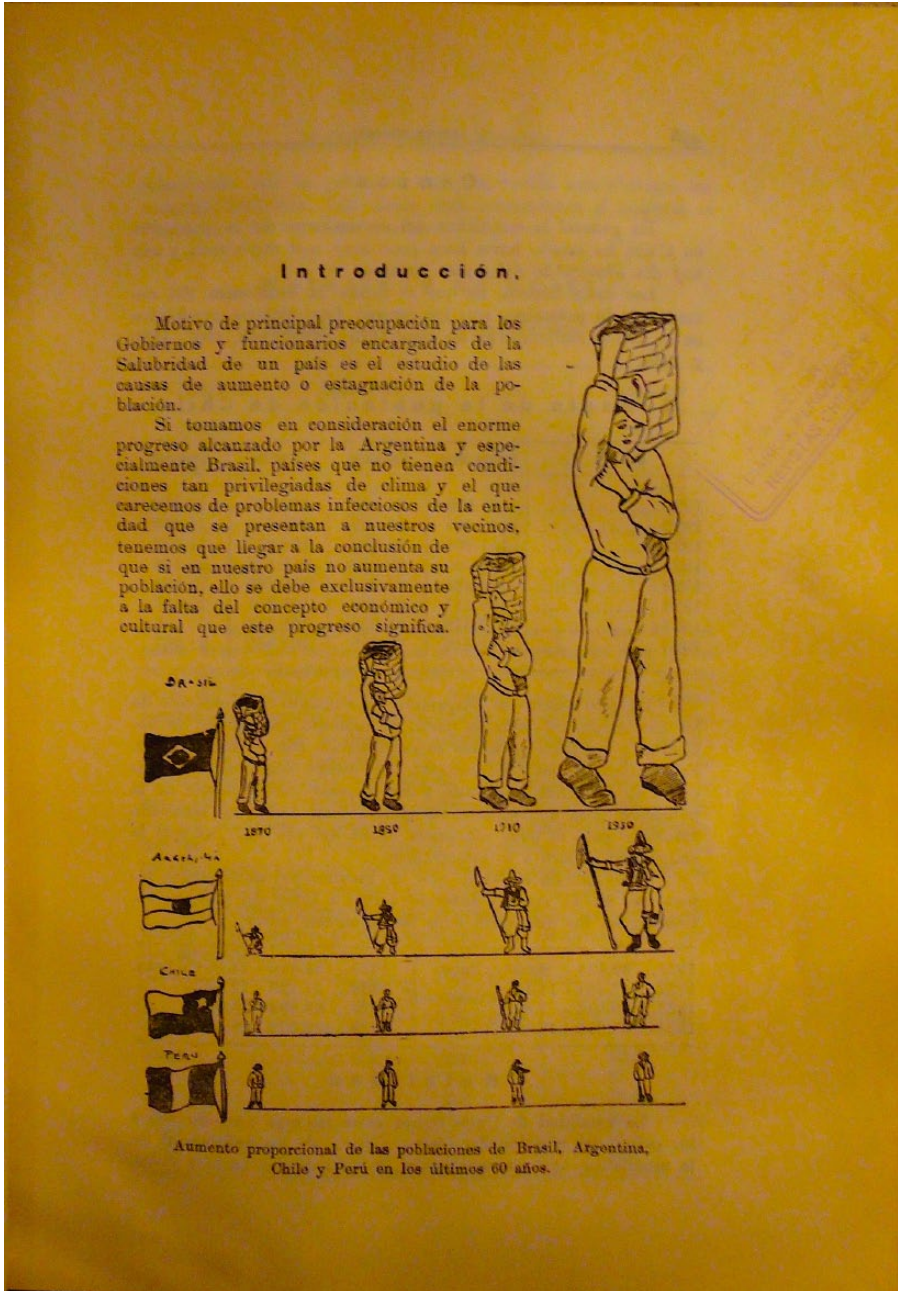 Introducción.
Motivo de principal preocupación para los
Gobiernos y funcionarios encargados de la
Salubridad de un país es el estudio de las
causas de aumento o estagnación de la po-
blación.
Si tomamos en consideración el enorme
progreso alcanzado por la Argentina y espe-
cialmente Brasil. países que no tienen condi-
ciones tan privilegiadas de clima y el que
carecemos de problemas infecciosos de la enti-
dad que se presentan a nuestros vecinos,
tenemos que llegar a la conclusión de
que si en nuestro país no aumenta su
población, ello se debe exclusivamente
a la falta del concepto económico y
cultural que este progreso significa.
BRASIL
1870
1890
1910
1930
CHILE
PERU
Aumento proporcional de las poblaciones de Brasil, Argentina,
Chile y Perú en los últimos 60 años.